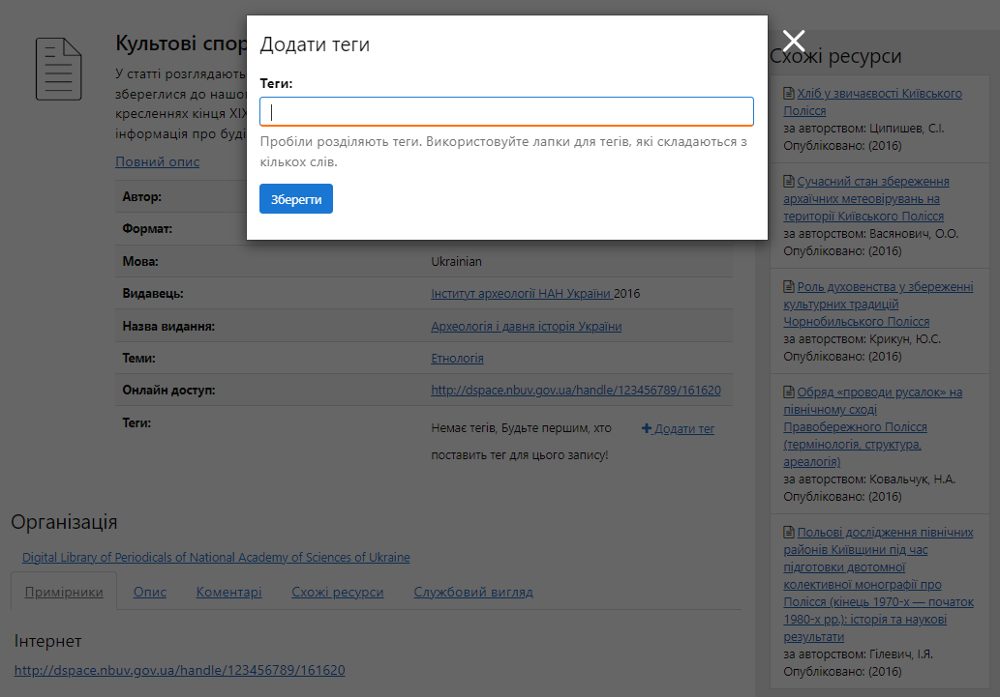 Культові спор
У статті розглядають
збереглися до нашо
кресленнях кінця XIX
інформація про буді
Повний опис
Додати теги
Теги:
Пробіли розділяють теги. Використовуйте лапки для тегів, які складаються з
кількох слів.
Зберегти
Автор:
Формат:
Мова: Ukrainian
Видавець: Інститут археології НАН України 2016
Назва видання: Археологія і давня історія України
Теми: Етнологія
Онлайн доступ: http://dspace.nbuv.gov.ua/handle/123456789/161620
Теги: Немає тегів, Будьте першим, хто Додати тег
поставить тег для цього запису!
Організація
Digital Library of Periodicals of National Academy of Sciences of Ukraine
Примірники Опис Коментарі Схожі ресурси Службовий вигляд
Інтернет
http://dspace.nbuv.gov.ua/handle/123456789/161620
Схожі ресурси
Хліб у звичаєвості Київського
Полісся
за авторством: Ципишев, С.І.
Опубліковано: (2016)
Сучасний стан збереження
архаїчних метеовірувань на
території Київського Полісся
за авторством: Васянович, О.О.
Опубліковано: (2016)
Роль духовенства у збереженні
культурних традицій
Чорнобильського Полісся
за авторством: Крикун, Ю.С.
Опубліковано: (2016)
Обряд «проводи русалок» на
північному сході
Правобережного Полісся
(термінологія, структура,
ареалогія)
за авторством: Ковальчук, Н.А.
Опубліковано: (2016)
Польові дослідження північних
районів Київщини під час
підготовки двотомної
колективної монографії про
Полісся (кінець 1970-х — початок
1980-х рр.): історія та наукові
результати
за авторством: Гілевич, І.Я.
Опубліковано: (2016)